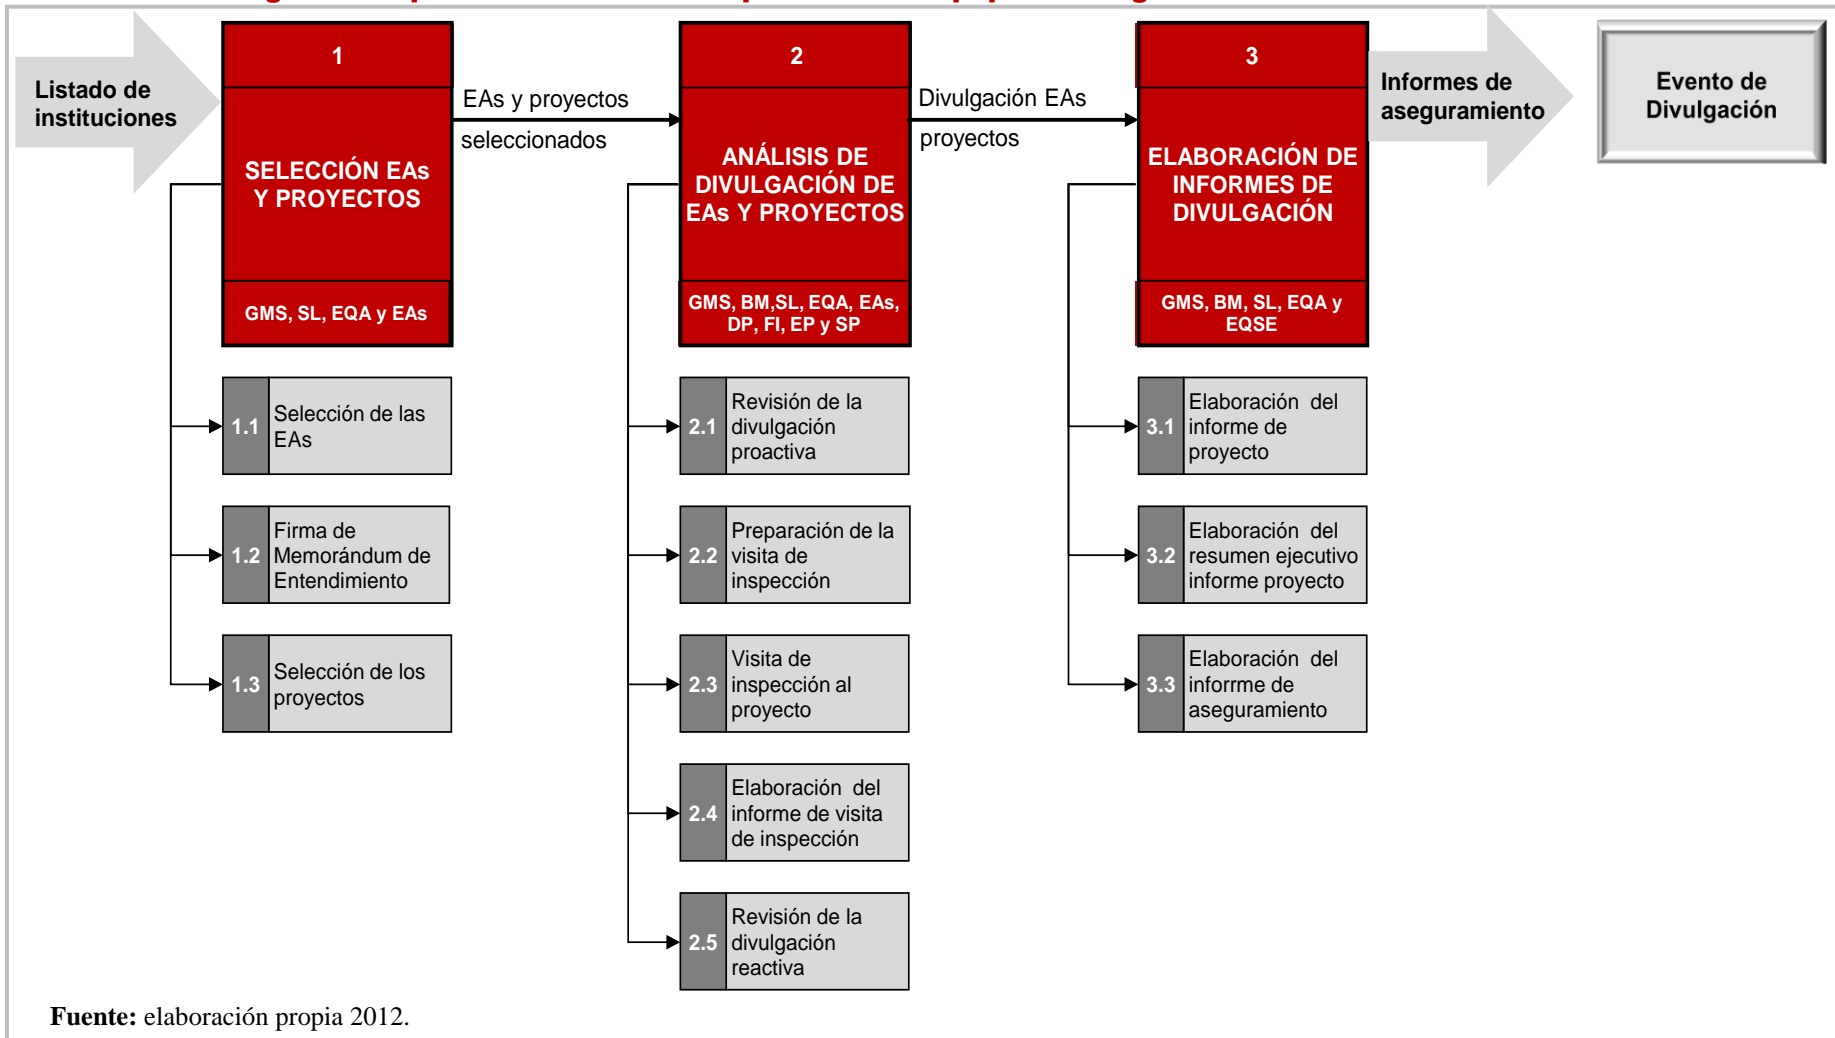 Listado de
instituciones
1
SELECCIÓN EAs
Y PROYECTOS
GMS, SL, EQA y EAs
EAs y proyectos
seleccionados
2
ANÁLISIS DE
DIVULGACIÓN DE
EAs Y PROYECTOS
GMS, BM,SL, EQA, EAs,
DP, FI, EP y SP
Divulgación EAs
proyectos
3
ELABORACIÓN DE
INFORMES DE
DIVULGACIÓN
GMS, BM, SL, EQA y
EQSE
Informes de
aseguramiento
Evento de
Divulgación
1.1
Selección de las
EAs
1.2
Firma de
Memorándum de
Entendimiento
1.3
Selección de los
proyectos
2.1
Revisión de la
divulgación
proactiva
2.2
Preparación de la
visita de
inspección
2.3
Visita de
inspección al
proyecto
2.4
Elaboración del
informe de visita
de inspección
2.5
Revisión de la
divulgación
reactiva
3.1
Elaboración del
informe de
proyecto
3.2
Elaboración del
resumen ejecutivo
informe proyecto
3.3
Elaboración del
inforrme de
aseguramiento
Fuente: elaboración propia 2012.